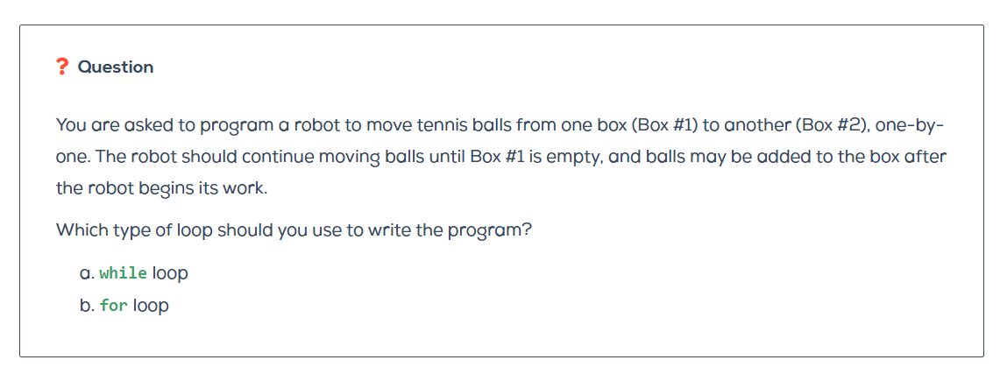 ❓ Question
You are asked to program a robot to move tennis balls from one box (Box #1) to another (Box #2), one-by-
one. The robot should continue moving balls until Box #1 is empty, and balls may be added to the box after
the robot begins its work.
Which type of loop should you use to write the program?
a. while loop
b. for loop